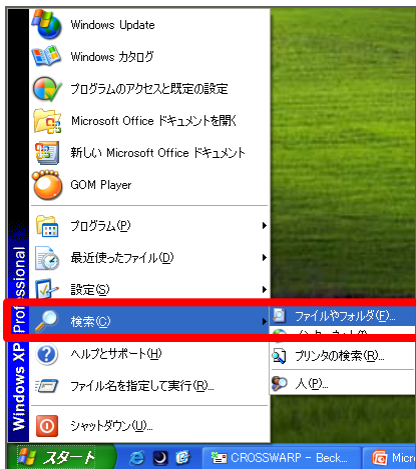 Windows Update
Windows カタログ
プログラムのアクセスと既定の設定
Microsoft Office ドキュメントを開く
新しい Microsoft Office ドキュメント
GOM Player
プログラム(P)
最近使ったファイル(D)
設定(S)
検索(C)
ファイルやフォルダ(F)...
プリンタの検索(R)...
人(P)...
ヘルプとサポート(H)
ファイル名を指定して実行(R)...
シャットダウン(U)...
Windows XP Professional
スタート
CROSSWARP - Beck...
Micr